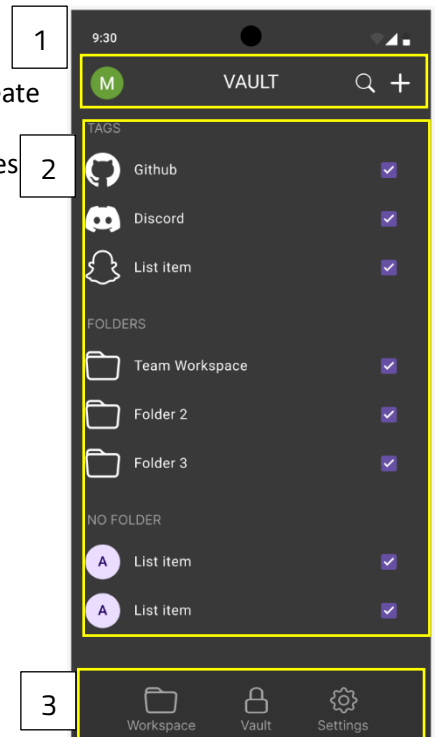 1
9:30
M
VAULT
eate
TAGS
es
2
Github
Discord
List item
FOLDERS
Team Workspace
Folder 2
Folder 3
NO FOLDER
A
List item
A
List item
3
Workspace
Vault
Settings